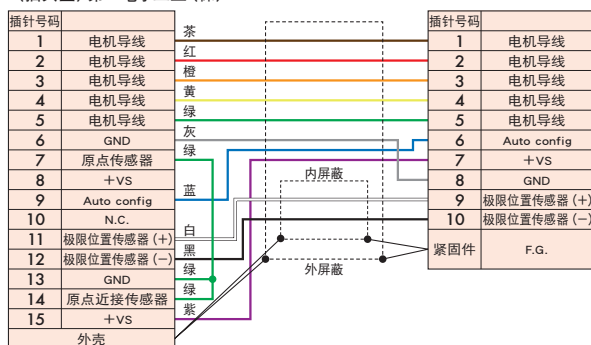 插针号码
1 电机导线
2 电机导线
3 电机导线
4 电机导线
5 电机导线
6 GND
7 原点传感器
8 +VS
9 Auto config
10 N.C.
11 极限位置传感器(+)
12 极限位置传感器(−)
13 GND
14 原点近接传感器
15 +VS
外壳
茶
红
橙
黄
绿
灰
绿
蓝
白
黑
绿
绿
紫
内屏蔽
外屏蔽
插针号码
1 电机导线
2 电机导线
3 电机导线
4 电机导线
5 电机导线
6 Auto config
7 +VS
8 GND
9 极限位置传感器(+)
10 极限位置传感器(−)
紧固件 F.G.